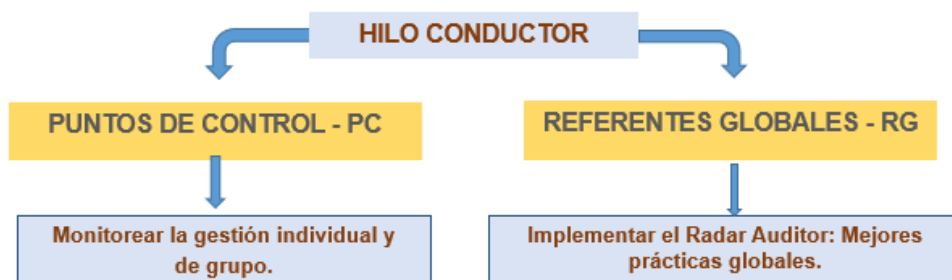 HILO CONDUCTOR
PUNTOS DE CONTROL - PC
REFERENTES GLOBALES - RG
Monitorear la gestión individual y
de grupo.
Implementar el Radar Auditor: Mejores
prácticas globales.